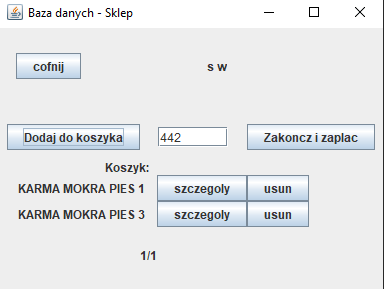 Baza danych - Sklep
cofnij s w
Dodaj do koszyka 442 Zakoncz i zaplac
Koszyk:
KARMA MOKRA PIES 1 szczegoly usun
KARMA MOKRA PIES 3 szczegoly usun
1/1